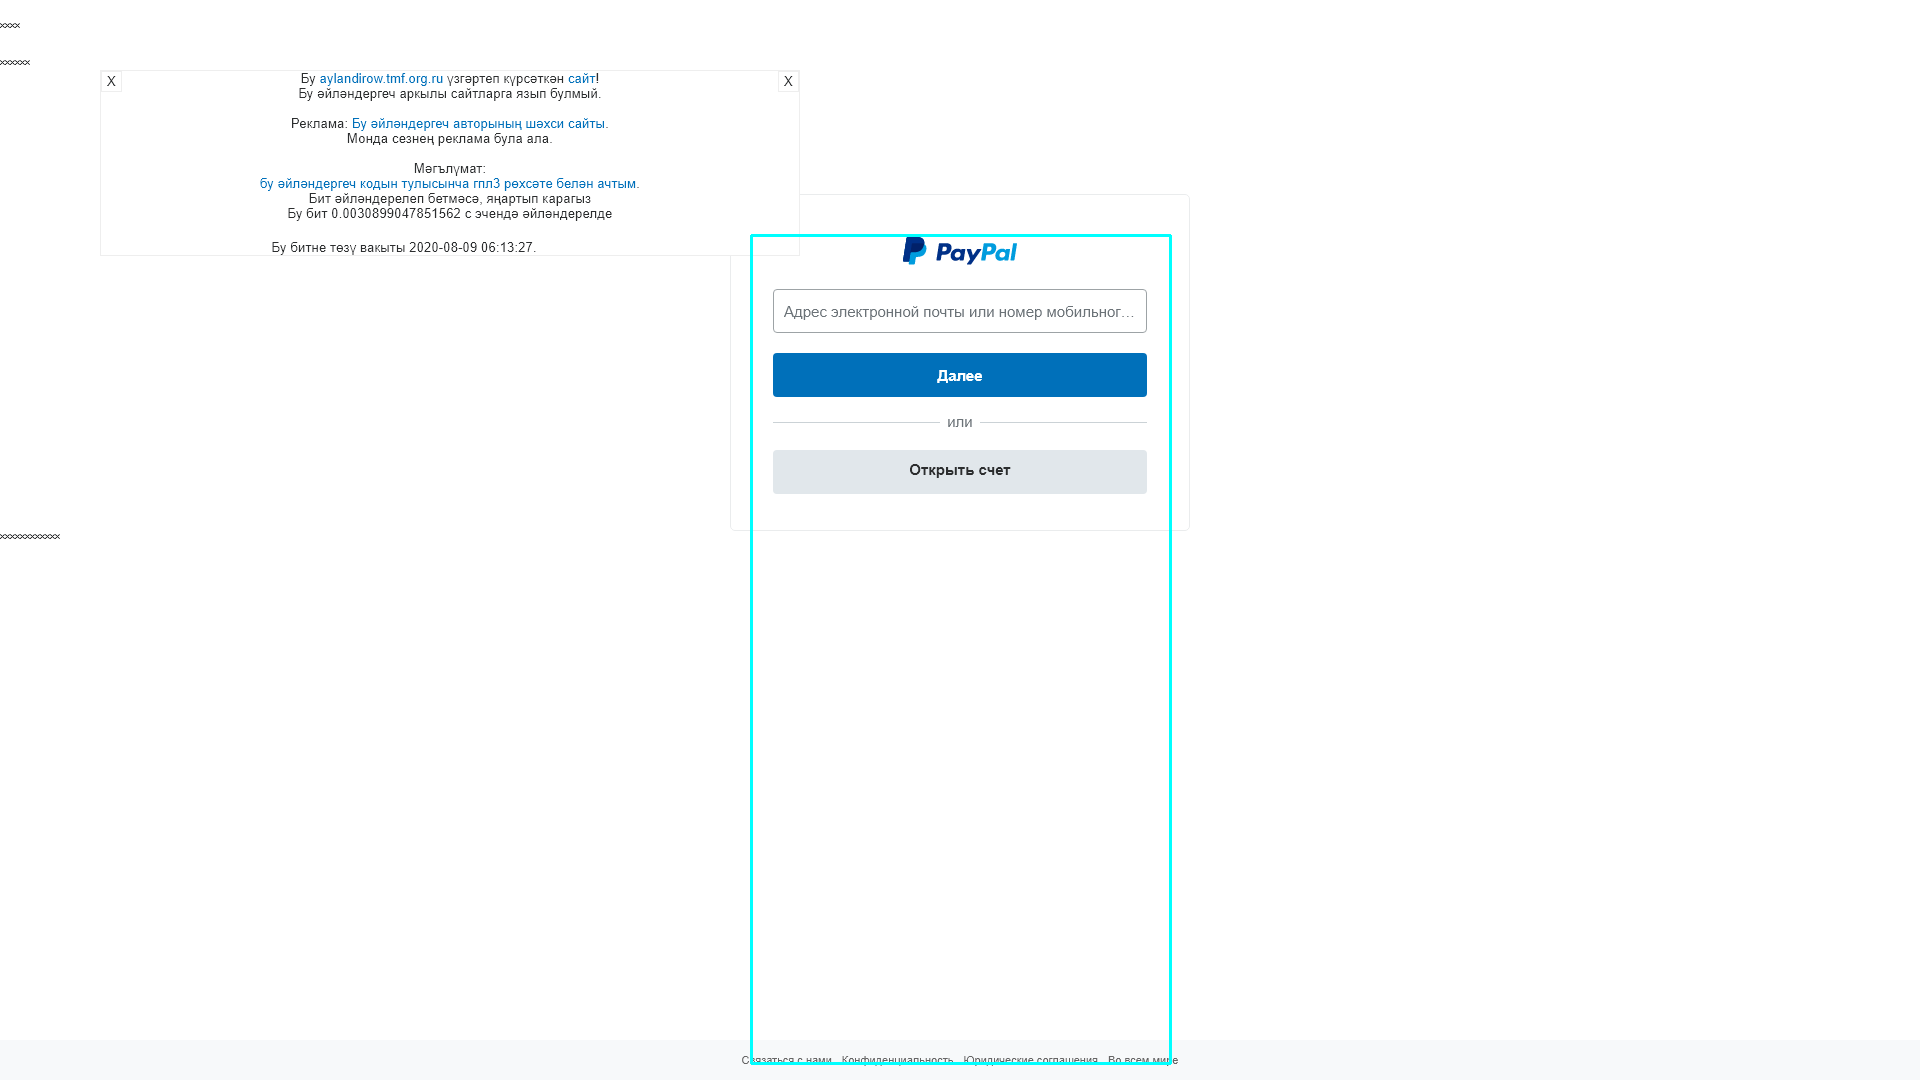 xxxx
xxxxxx
X
X
Бу aylandirow.tmf.org.ru үзгәртеп күрсәткән сайт!
Бу әйләндергеч аркылы сайтларга язып булмый.
Реклама: Бу әйләндергеч авторының шәхси сайты.
Монда сезнең реклама була ала.
Мәгълүмат:
бу әйләндергеч кодын тулысынча гпл3 рөхсәте белән ачтым.
Бит әйләндерелеп бетмәсә, яңартып карагыз
Бу бит 0.0030899047851562 с эчендә әйләндерелде
Бу битне төзү вакыты 2020-08-09 06:13:27.
PayPal
Адрес электронной почты или номер мобильног…
Далее
или
Открыть счет
xxxxxxxxxxxx
Связаться с нами Конфиденциальность Юридические соглашения Во всем мире